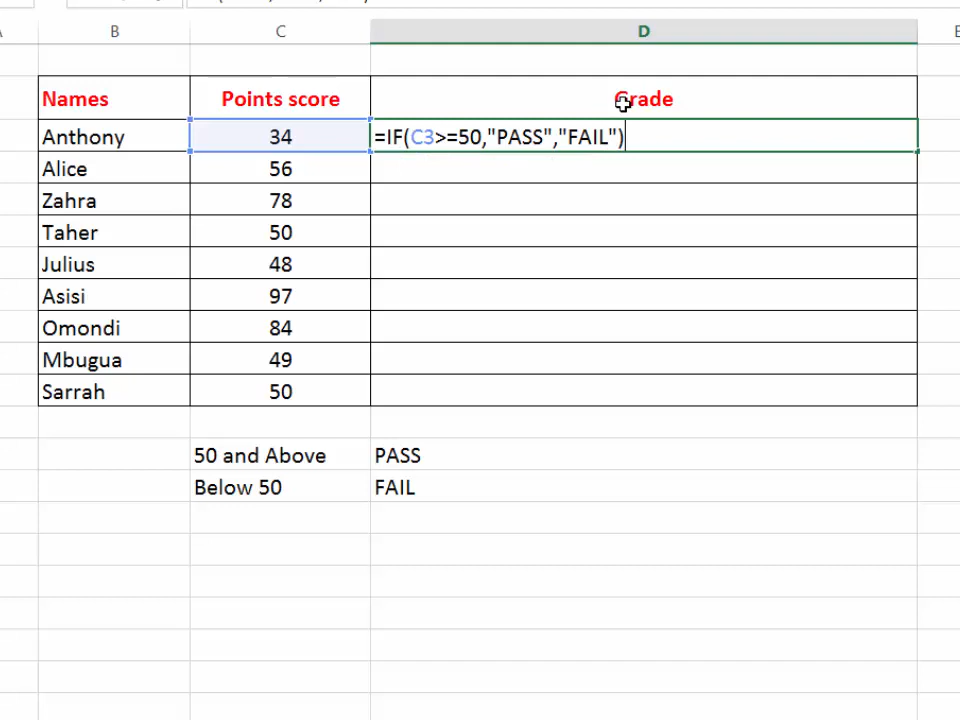 B C D
Names Points score Grade
Anthony 34 =IF(C3>=50,"PASS","FAIL")
Alice 56
Zahra 78
Taher 50
Julius 48
Asisi 97
Omondi 84
Mbugua 49
Sarrah 50
50 and Above PASS
Below 50 FAIL